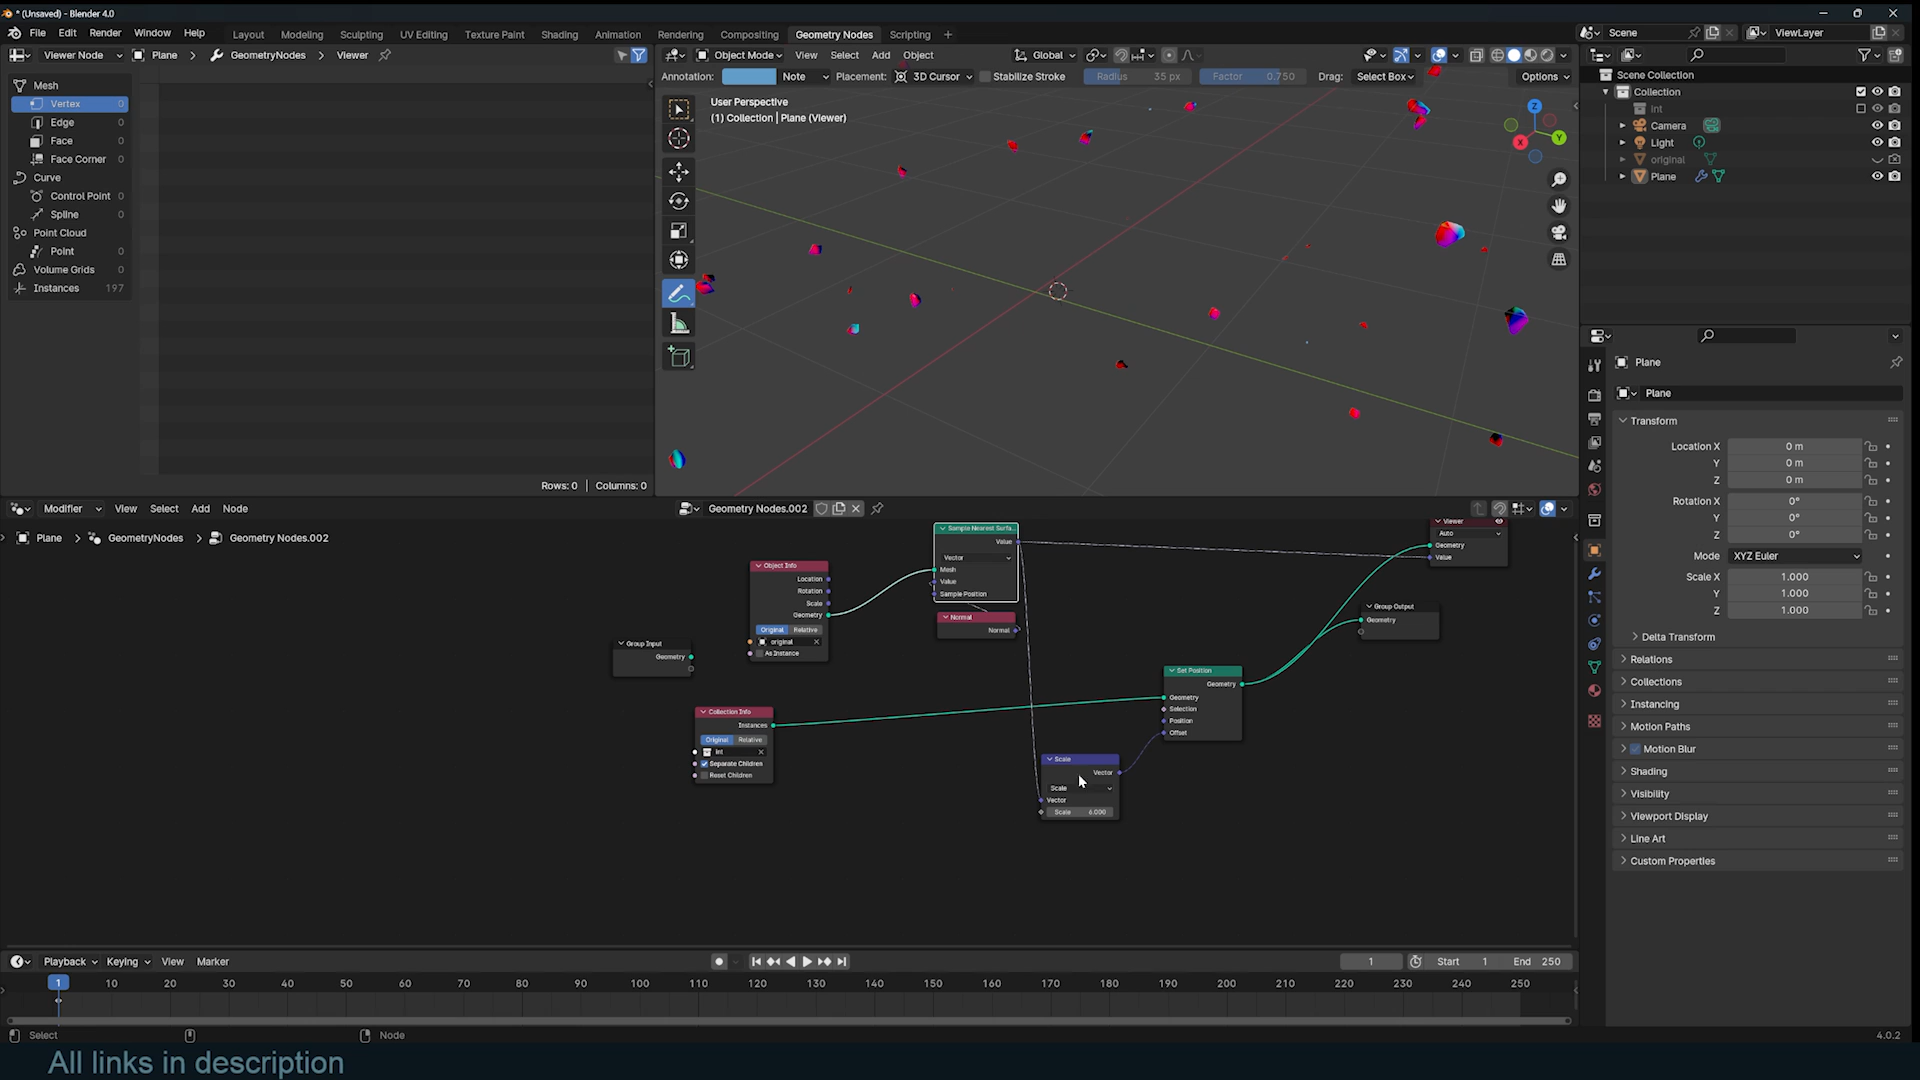 * (Unsaved) - Blender 4.0
File Edit Render Window Help
Layout Modeling Sculpting UV Editing Texture Paint Shading Animation Rendering Compositing Geometry Nodes Scripting +
Scene
ViewLayer
Viewer Node Plane > GeometryNodes > Viewer
Object Mode View Select Add Object Global
Annotation: Note Placement: 3D Cursor Stabilize Stroke Radius 35 px Factor 0.750 Drag: Select Box
Options
Mesh
Vertex 0
Edge 0
Face 0
Face Corner 0
Curve
Control Point 0
Spline 0
Point Cloud
Point 0
Volume Grids 0
Instances 197
Rows: 0 | Columns: 0
User Perspective
(1) Collection | Plane (Viewer)
Z
Y
X
Scene Collection
Collection
Int
Camera
Light
original
Plane
Plane
Plane
Transform
Location X 0 m
Y 0 m
Z 0 m
Rotation X 0°
Y 0°
Z 0°
Mode XYZ Euler
Scale X 1.000
Y 1.000
Z 1.000
Delta Transform
Relations
Collections
Instancing
Motion Paths
Motion Blur
Shading
Visibility
Viewport Display
Line Art
Custom Properties
Modifier View Select Add Node
Geometry Nodes.002
Plane > GeometryNodes > Geometry Nodes.002
Sample Nearest Surfa...
Value
Vector
Mesh
Value
Sample Position
Normal
Normal
Object Info
Location
Rotation
Scale
Geometry
Original Relative
original
As Instance
Group Input
Geometry
Collection Info
Instances
Original Relative
Int
Separate Children
Reset Children
Scale
Vector
Scale
Vector
Scale 6.000
Set Position
Geometry
Geometry
Selection
Position
Offset
Viewer
Auto
Geometry
Value
Group Output
Geometry
Playback Keying View Marker
1
Start 1 End 250
1 10 20 30 40 50 60 70 80 90 100 110 120 130 140 150 160 170 180 190 200 210 220 230 240 250
Select
Node
4.0.2
All links in description